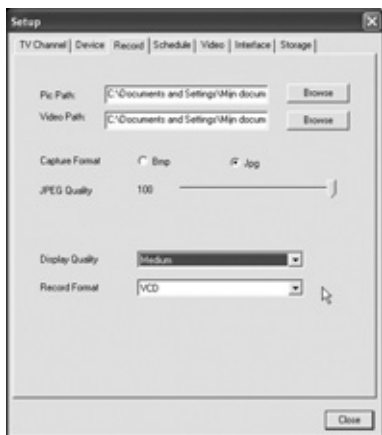 Setup
TV Channel Device Record Schedule Video Interface Storage
Pic Path: C:\Documents and Settings\Mijn docum Browse
Video Path: C:\Documents and Settings\Mijn docum Browse
Capture Format Bmp Jpg
JPEG Quality 100
Display Quality Medium
Record Format VCD
Close